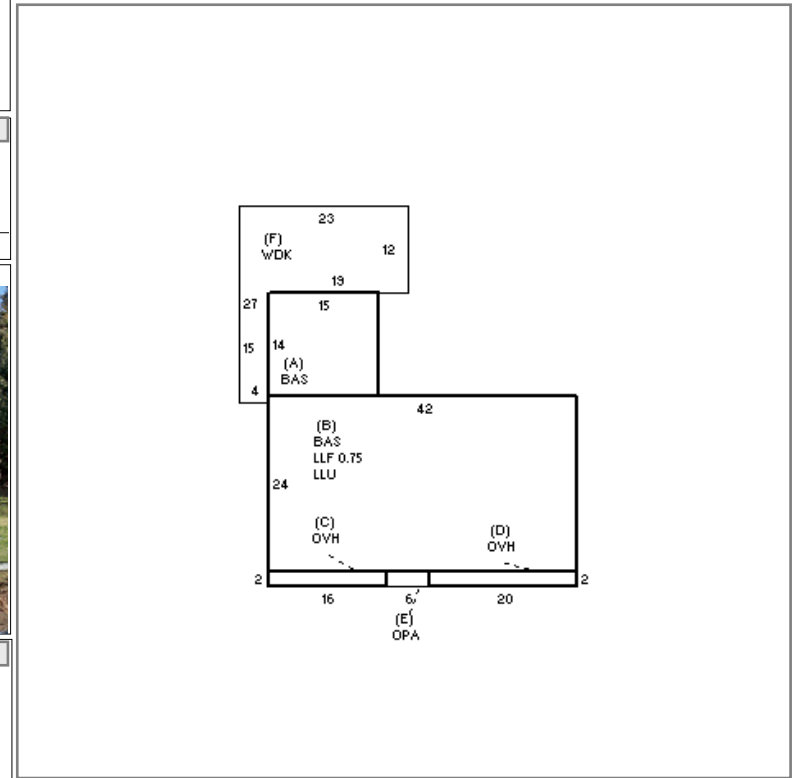 23
(F)
WDK
12
19
27
15
15
14
(A)
BAS
4
42
(B)
BAS
LLF 0.75
LLU
24
(C)
OVH
(D)
OVH
2
2
16
6
20
(E)
OPA